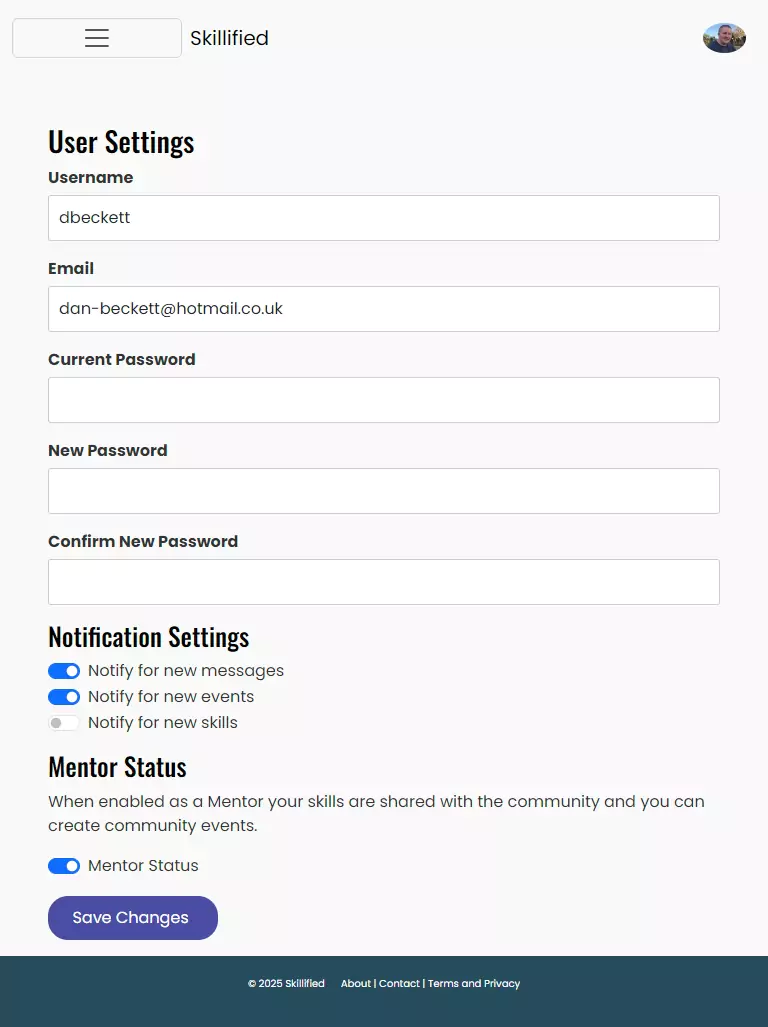 Skillified
User Settings
Username
dbeckett
Email
dan-beckett@hotmail.co.uk
Current Password
New Password
Confirm New Password
Notification Settings
Notify for new messages
Notify for new events
Notify for new skills
Mentor Status
When enabled as a Mentor your skills are shared with the community and you can
create community events.
Mentor Status
Save Changes
© 2025 Skillified About | Contact | Terms and Privacy